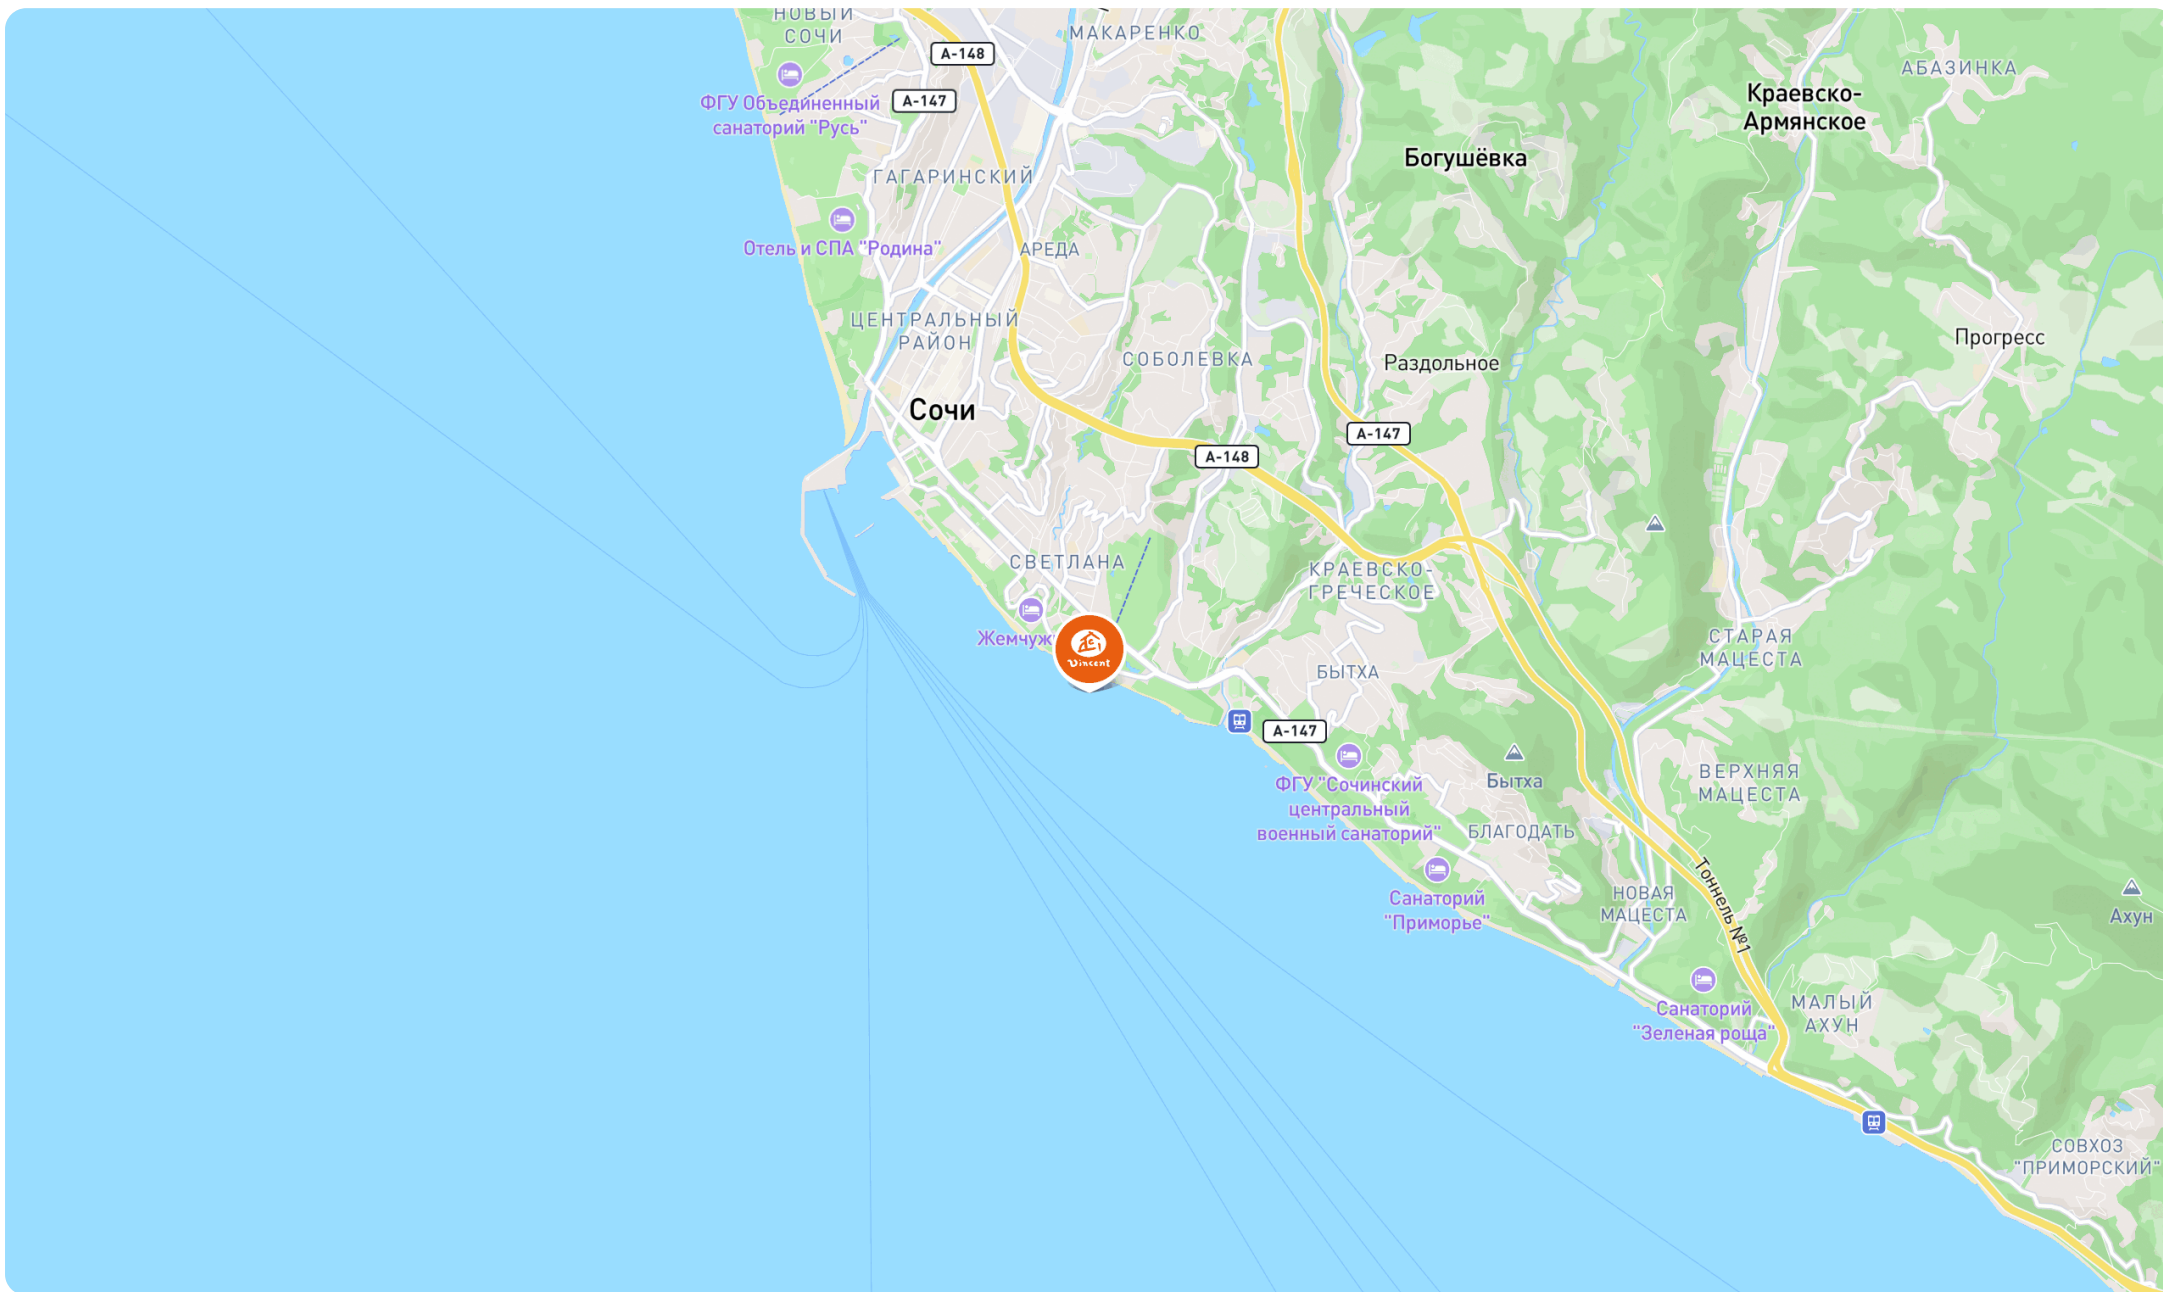 НОВЫЙ
СОЧИ
МАКАРЕНКО
А-148
АБАЗИНКА
ФГУ Объединенный
санаторий "Русь"
А-147
Краевско-
Армянское
Богушёвка
ГАГАРИНСКИЙ
Отель и СПА "Родина"
АРЕДА
ЦЕНТРАЛЬНЫЙ
РАЙОН
СОБОЛЕВКА
Раздольное
Прогресс
Сочи
А-147
А-148
СВЕТЛАНА
КРАЕВСКО-
ГРЕЧЕСКОЕ
Жемчуж
Vincent
СТАРАЯ
МАЦЕСТА
БЫТХА
А-147
ФГУ "Сочинский
центральный
военный санаторий"
Бытха
ВЕРХНЯЯ
МАЦЕСТА
БЛАГОДАТЬ
Санаторий
"Приморье"
НОВАЯ
МАЦЕСТА
Тоннель №1
Ахун
Санаторий
"Зеленая роща"
МАЛЫЙ
АХУН
СОВХОЗ
"ПРИМОРСКИЙ"